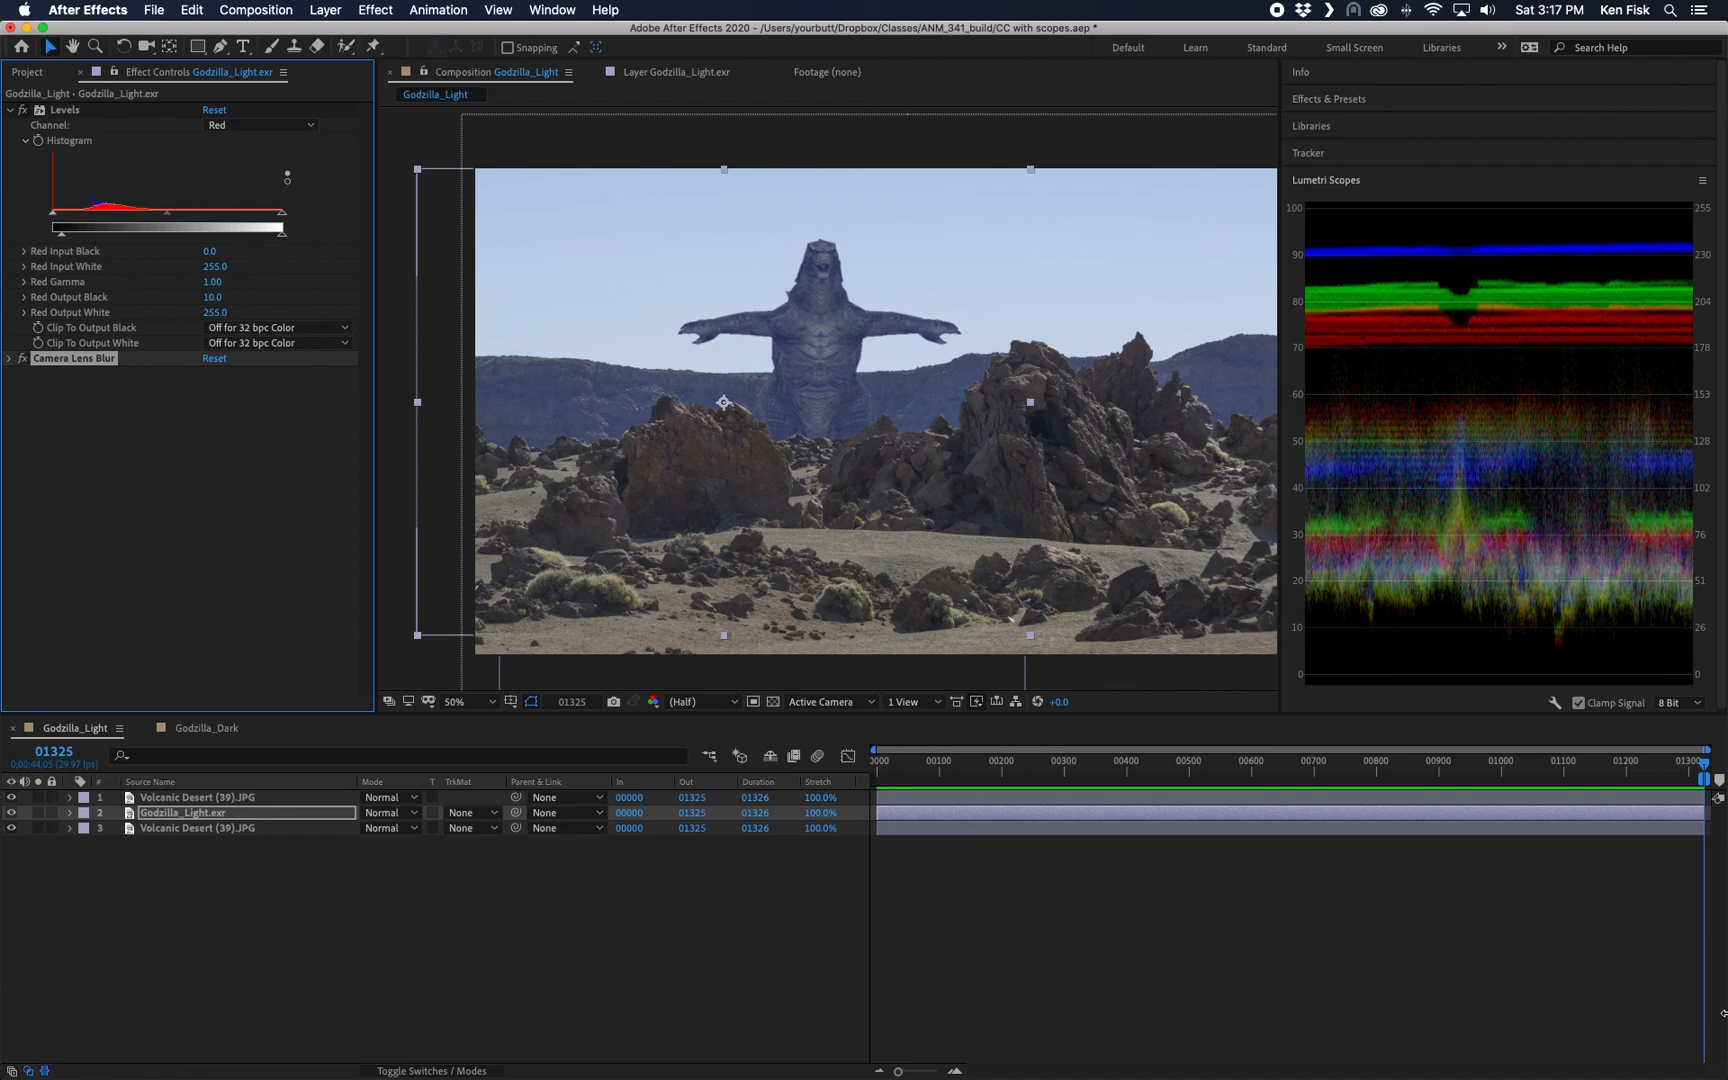 After Effects File Edit Composition Layer Effect Animation View Window Help Sat 3:17 PM Ken Fisk
Adobe After Effects 2020 - /Users/yourbutt/Dropbox/Classes/ANM_341_build/CC with scopes.aep *
Snapping Default Learn Standard Small Screen Libraries Search Help
Project Effect Controls Godzilla_Light.exr
Godzilla_Light • Godzilla_Light.exr
Levels Reset
Channel: Red
Histogram
Red Input Black 0.0
Red Input White 255.0
Red Gamma 1.00
Red Output Black 10.0
Red Output White 255.0
Clip To Output Black Off for 32 bpc Color
Clip To Output White Off for 32 bpc Color
Camera Lens Blur Reset
Composition Godzilla_Light Layer Godzilla_Light.exr Footage (none)
Godzilla_Light
50% 01325 (Half) Active Camera 1 View +0.0
Info
Effects & Presets
Libraries
Tracker
Lumetri Scopes
100 255
90 230
80 204
70 178
60 153
50 128
40 102
30 76
20 51
10 26
0 0
Clamp Signal 8 Bit
Godzilla_Light Godzilla_Dark
01325
0;00;44;05 (29.97 fps)
# Source Name Mode T TrkMat Parent & Link In Out Duration Stretch
0000 00100 00200 00300 00400 00500 00600 00700 00800 00900 01000 01100 01200 01300
1 Volcanic Desert (39).JPG Normal None 00000 01325 01326 100.0%
2 Godzilla_Light.exr Normal None None 00000 01325 01326 100.0%
3 Volcanic Desert (39).JPG Normal None None 00000 01325 01326 100.0%
Toggle Switches / Modes